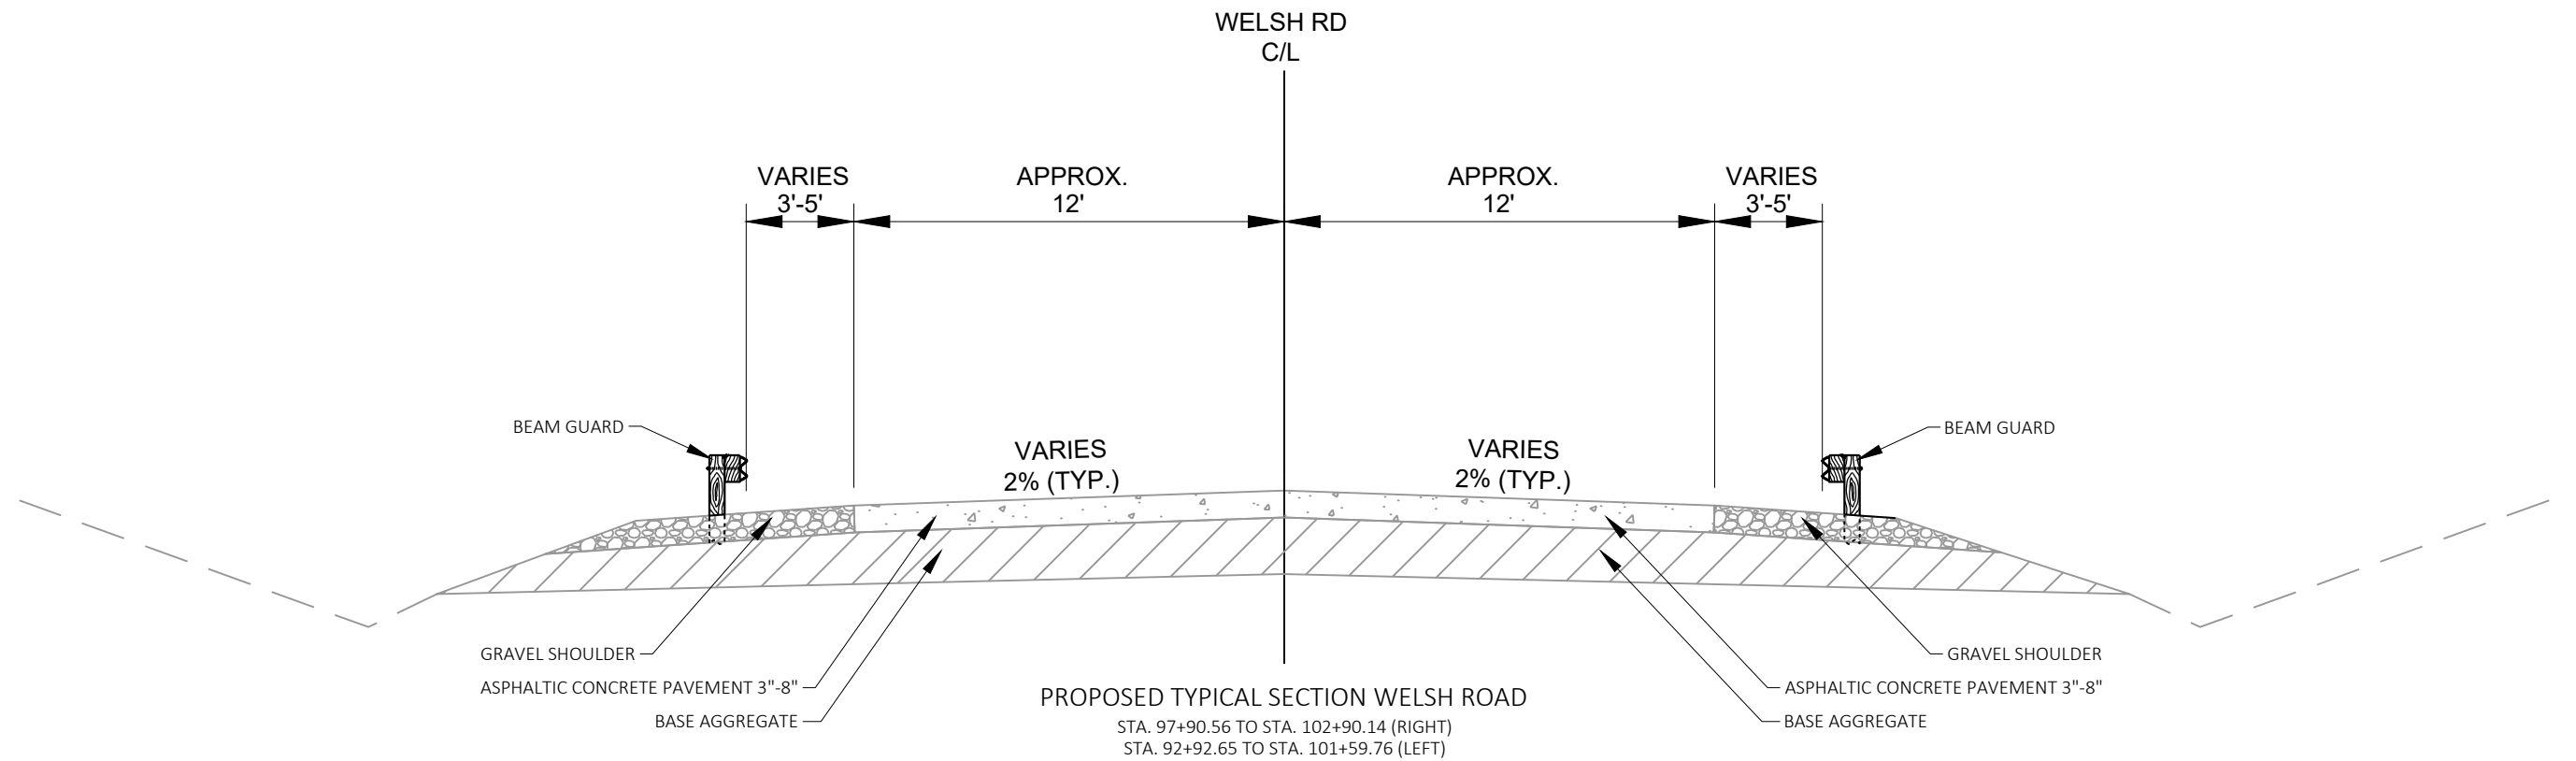 WELSH RD
C/L
VARIES
3'-5'
APPROX.
12'
APPROX.
12'
VARIES
3'-5'
BEAM GUARD
VARIES
2% (TYP.)
VARIES
2% (TYP.)
BEAM GUARD
GRAVEL SHOULDER
ASPHALTIC CONCRETE PAVEMENT 3"-8"
BASE AGGREGATE
GRAVEL SHOULDER
ASPHALTIC CONCRETE PAVEMENT 3"-8"
BASE AGGREGATE
PROPOSED TYPICAL SECTION WELSH ROAD
STA. 97+90.56 TO STA. 102+90.14 (RIGHT)
STA. 92+92.65 TO STA. 101+59.76 (LEFT)